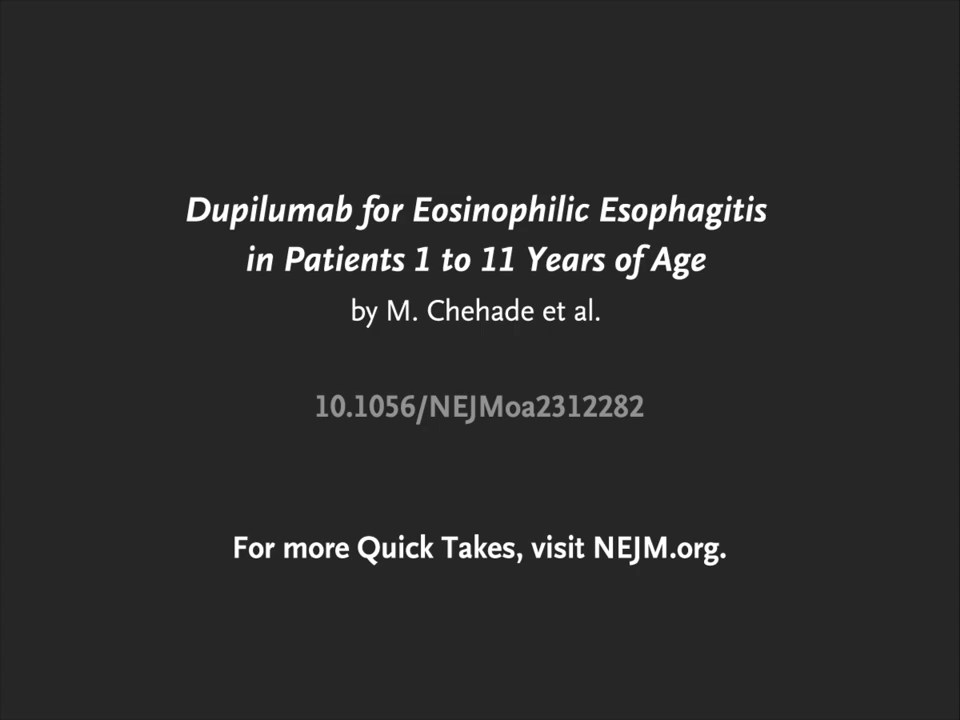 Dupilumab for Eosinophilic Esophagitis
in Patients 1 to 11 Years of Age
by M. Chehade et al.
10.1056/NEJMoa2312282
For more Quick Takes, visit NEJM.org.